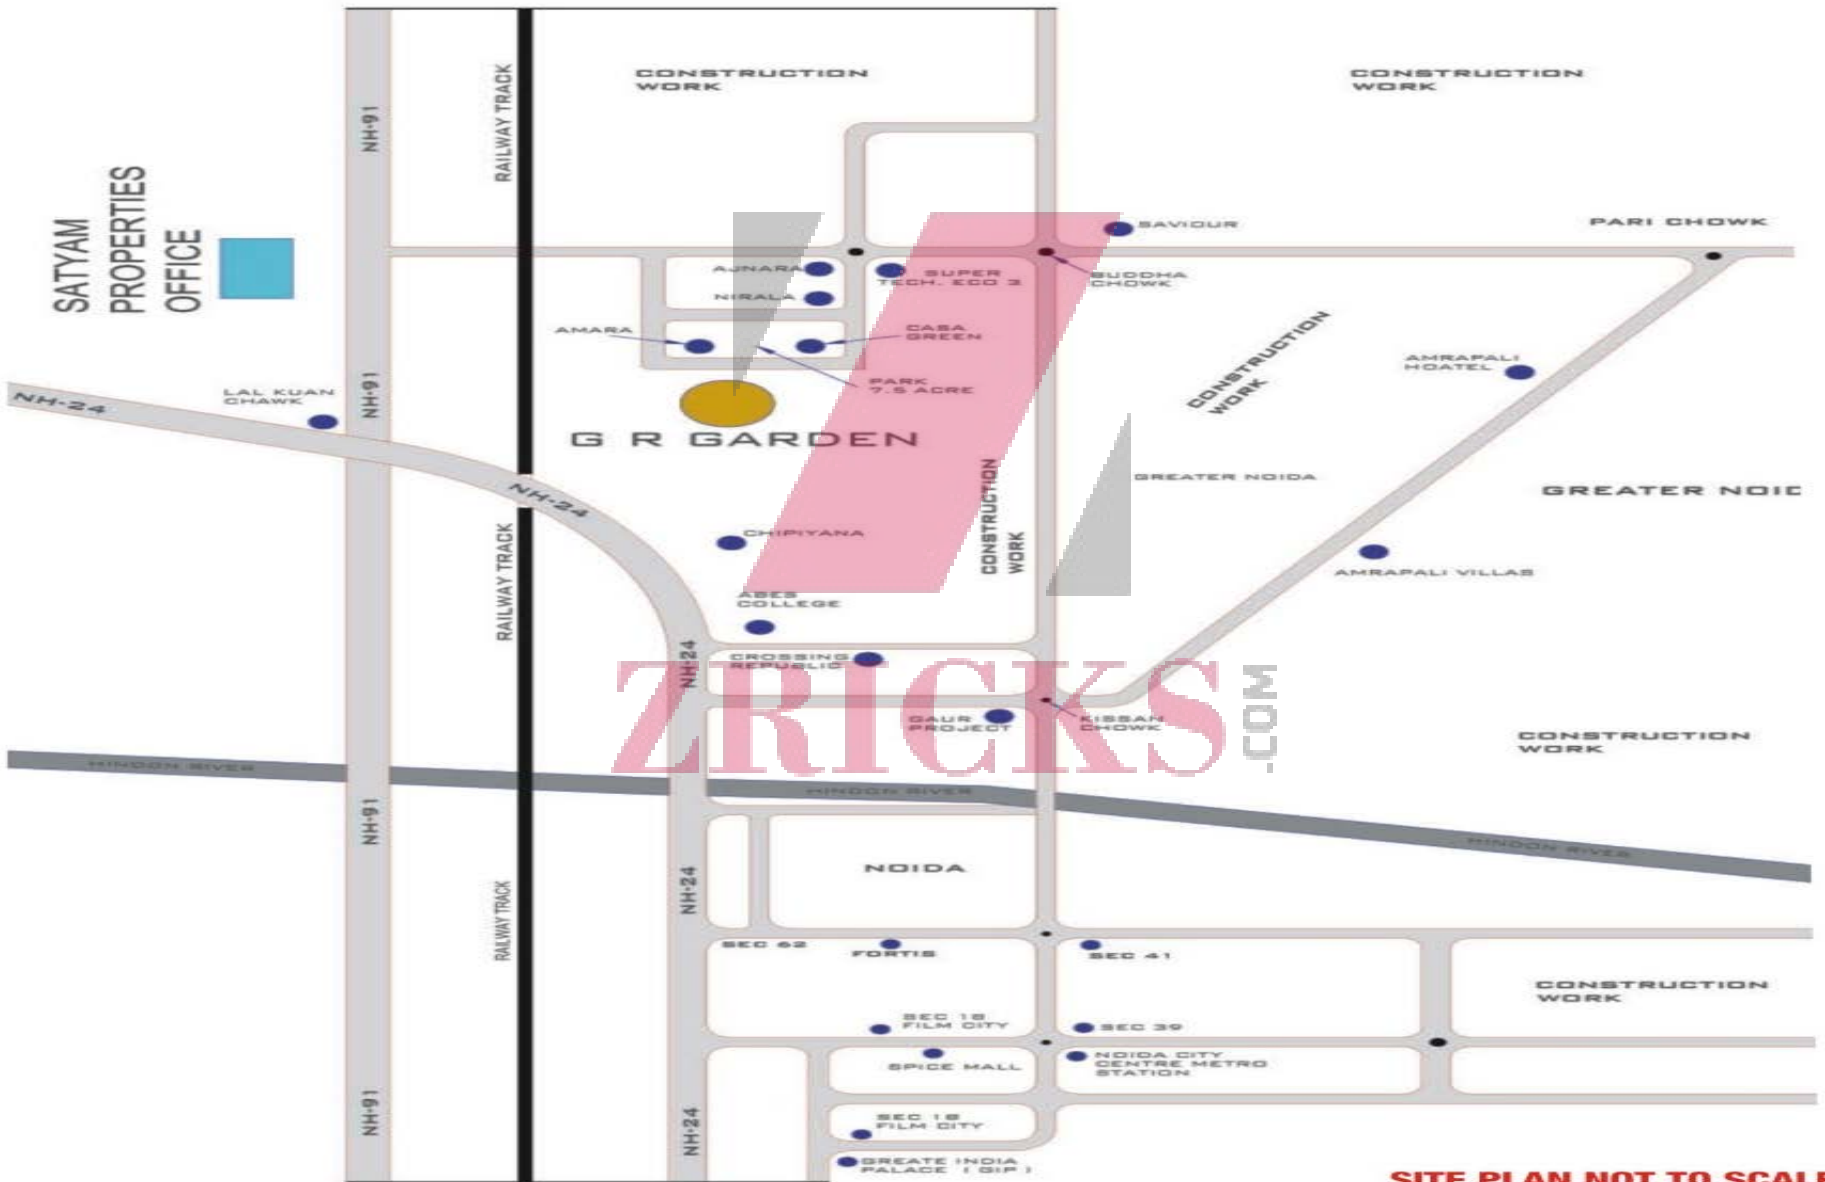 CONSTRUCTION
WORK
CONSTRUCTION
WORK
NH-91
RAILWAY TRACK
SATYAM
PROPERTIES
OFFICE
SAVIOUR
PARI CHOWK
AJNARA
SUPER
TECH. ECO 3
BUDDHA
CHOWK
NIRALA
AMARA
CASA
GREEN
CONSTRUCTION
WORK
AMRAPALI
HOATEL
PARK
7.5 ACRE
LAL KUAN
CHAWK
NH-24
NH-91
G R GARDEN
CONSTRUCTION
WORK
GREATER NOIDA
GREATER NOID
NH-24
RAILWAY TRACK
CHIPIYANA
AMRAPALI VILLAS
ABES
COLLEGE
NH-24
CROSSING
REPUBLIC
ZRICKS
.COM
GAUR
PROJECT
KISSAN
CHOWK
CONSTRUCTION
WORK
HINDON RIVER
HINDON RIVER
HINDON RIVER
NH-91
NOIDA
NH-24
RAILWAY TRACK
SEC 62
FORTIS
SEC 41
CONSTRUCTION
WORK
SEC 18
FILM CITY
SEC 39
SPICE MALL
NOIDA CITY
CENTRE METRO
STATION
NH-91
NH-24
SEC 18
FILM CITY
GREATE INDIA
PALACE ( GIP )
SITE PLAN NOT TO SCALE